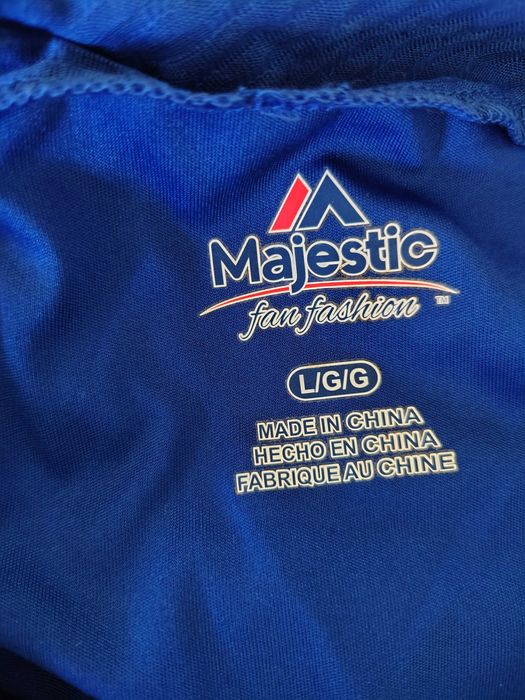 Majestic
fan fashion ™
L/G/G
MADE IN CHINA
HECHO EN CHINA
FABRIQUE AU CHINE